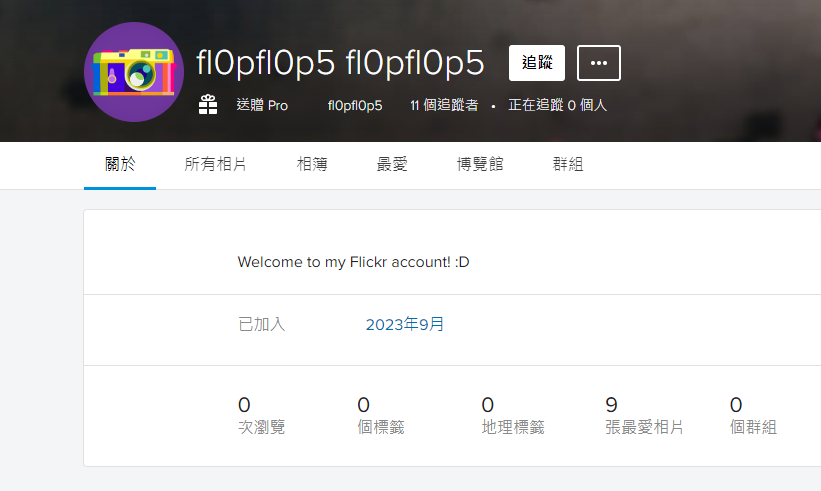 fl0pfl0p5 fl0pfl0p5 追蹤 •••
送贈 Pro fl0pfl0p5 11 個追蹤者 • 正在追蹤 0 個人
關於 所有相片 相簿 最愛 博覽館 群組
Welcome to my Flickr account! :D
已加入 2023年9月
0 0 0 9 0
次瀏覽 個標籤 地理標籤 張最愛相片 個群組